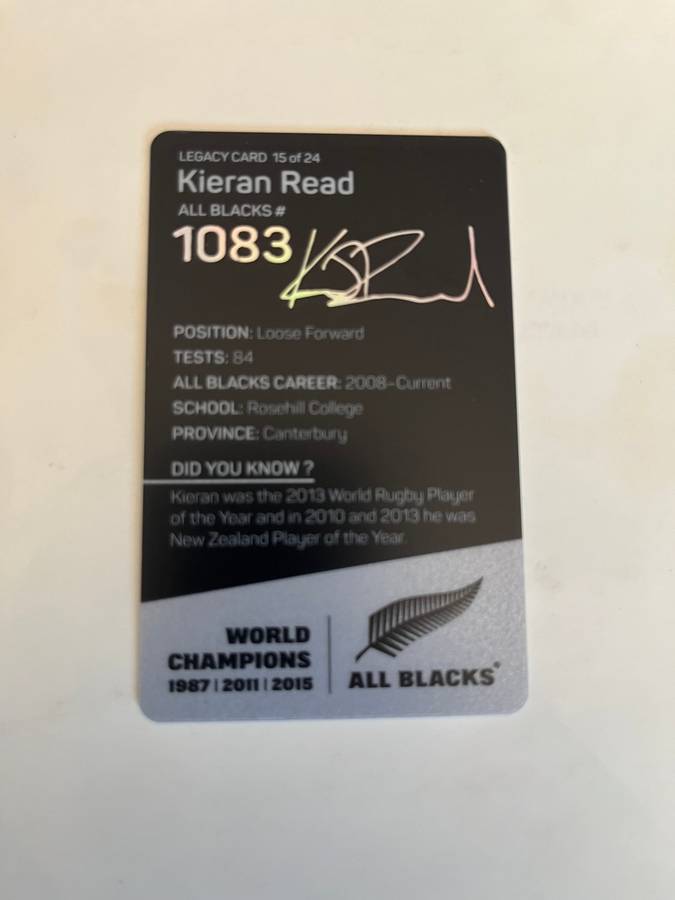 LEGACY CARD 15 of 24
Kieran Read
ALL BLACKS #
1083
POSITION: Loose Forward
TESTS: 84
ALL BLACKS CAREER: 2008-Current
SCHOOL: Rosehill College
PROVINCE: Canterbury
DID YOU KNOW ?
Kieran was the 2013 World Rugby Player
of the Year and in 2010 and 2013 he was
New Zealand Player of the Year.
WORLD
CHAMPIONS
1987 | 2011 | 2015
ALL BLACKS®